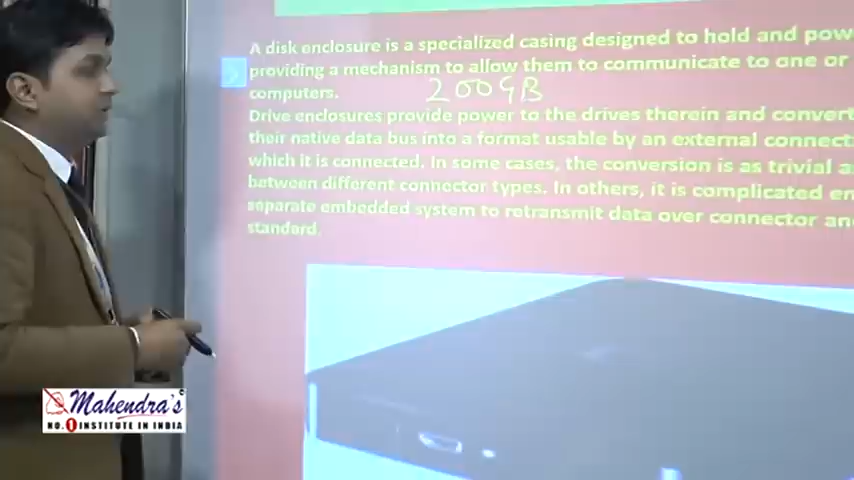 A disk enclosure is a specialized casing designed to hold and power
providing a mechanism to allow them to communicate to one or
computers.
200GB
Drive enclosures provide power to the drives therein and convert
their native data bus into a format usable by an external connect
which it is connected. In some cases, the conversion is as trivial a
between different connector types. In others, it is so complicated
separate embedded system to retransmit data over connector
standard.
Mahendra's
NO. 1 INSTITUTE IN INDIA